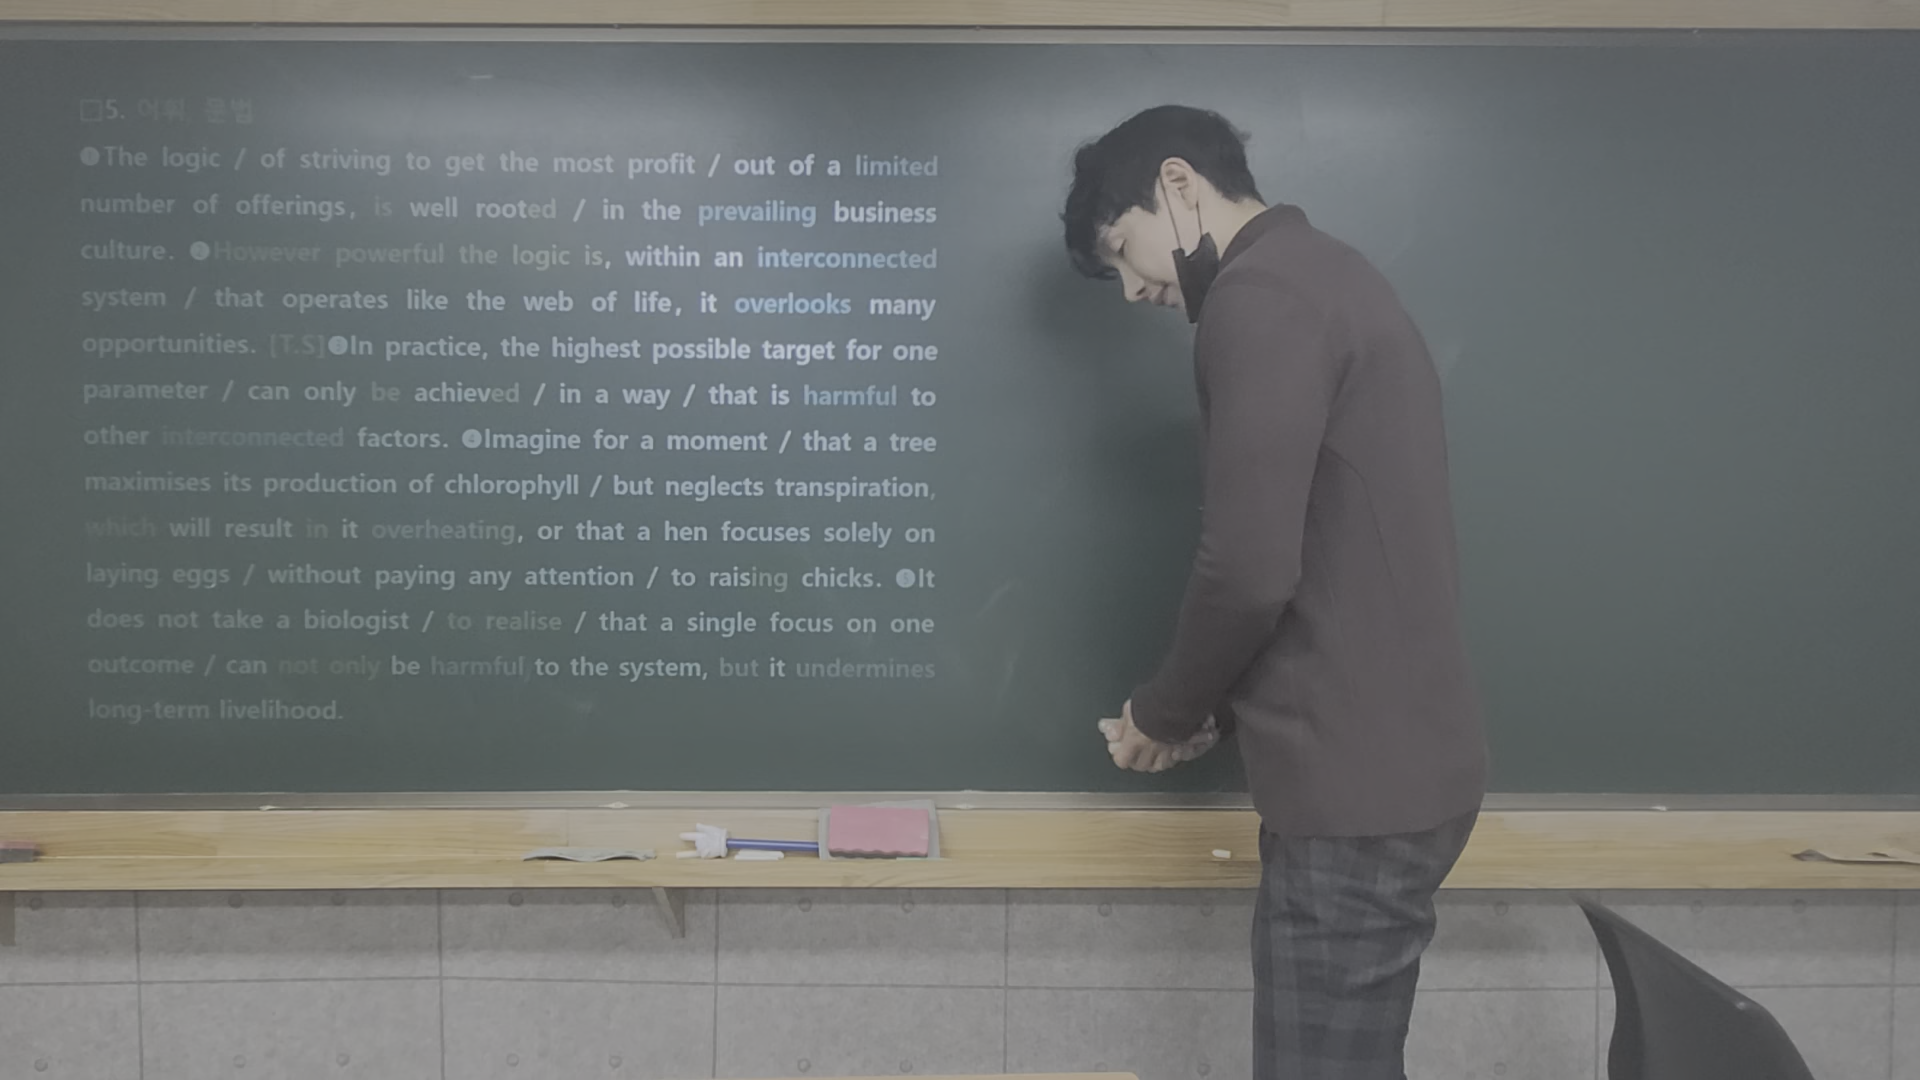 □5. 어휘, 문법
❶The logic / of striving to get the most profit / out of a limited
number of offerings, is well rooted / in the prevailing business
culture. ❷However powerful the logic is, within an interconnected
system / that operates like the web of life, it overlooks many
opportunities. [T.S]❸In practice, the highest possible target for one
parameter / can only be achieved / in a way / that is harmful to
other interconnected factors. ❹Imagine for a moment / that a tree
maximises its production of chlorophyll / but neglects transpiration,
which will result in it overheating, or that a hen focuses solely on
laying eggs / without paying any attention / to raising chicks. ❺It
does not take a biologist / to realise / that a single focus on one
outcome / can not only be harmful to the system, but it undermines
long-term livelihood.